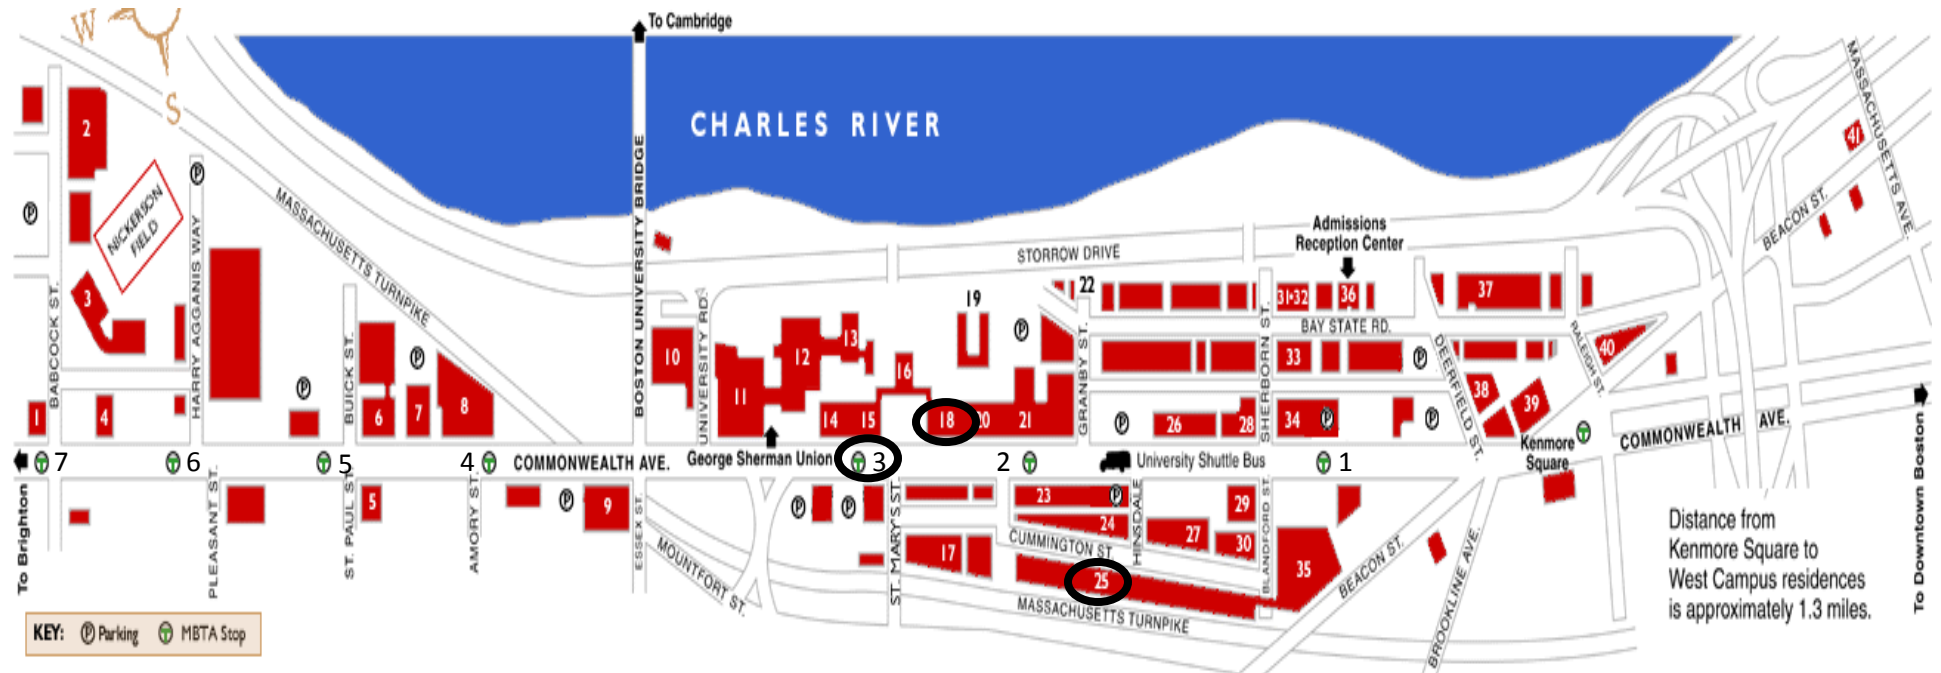 W
S
To Cambridge
CHARLES RIVER
BOSTON UNIVERSITY BRIDGE
MASSACHUSETTS AVE.
41
BEACON ST.
2
NICKERSON
FIELD
HARRY AGGANIS WAY
MASSACHUSETTS TURNPIKE
STORROW DRIVE
Admissions
Reception Center
BABCOCK ST.
3
BUICK ST.
UNIVERSITY RD.
10
11
12
13
16
19
22
GRANBY ST.
SHERBORN ST.
31•32
36
37
BAY STATE RD.
33
DEERFIELD ST.
RALEIGH ST.
40
38
39
1
4
6
7
8
14
15
18
20
21
26
28
34
Kenmore
Square
COMMONWEALTH AVE.
7
6
5
4
COMMONWEALTH AVE.
George Sherman Union
3
2
University Shuttle Bus
1
To Brighton
PLEASANT ST.
ST. PAUL ST.
5
AMORY ST.
9
ESSEX ST.
MOUNTFORT ST.
ST. MARY'S ST.
17
23
24
CUMMINGTON ST.
HINSDALE
25
27
29
30
BLANDFORD ST.
35
BEACON ST.
BROOKLINE AVE.
MASSACHUSETTS TURNPIKE
Distance from
Kenmore Square to
West Campus residences
is approximately 1.3 miles.
To Downtown Boston
KEY: P Parking T MBTA Stop